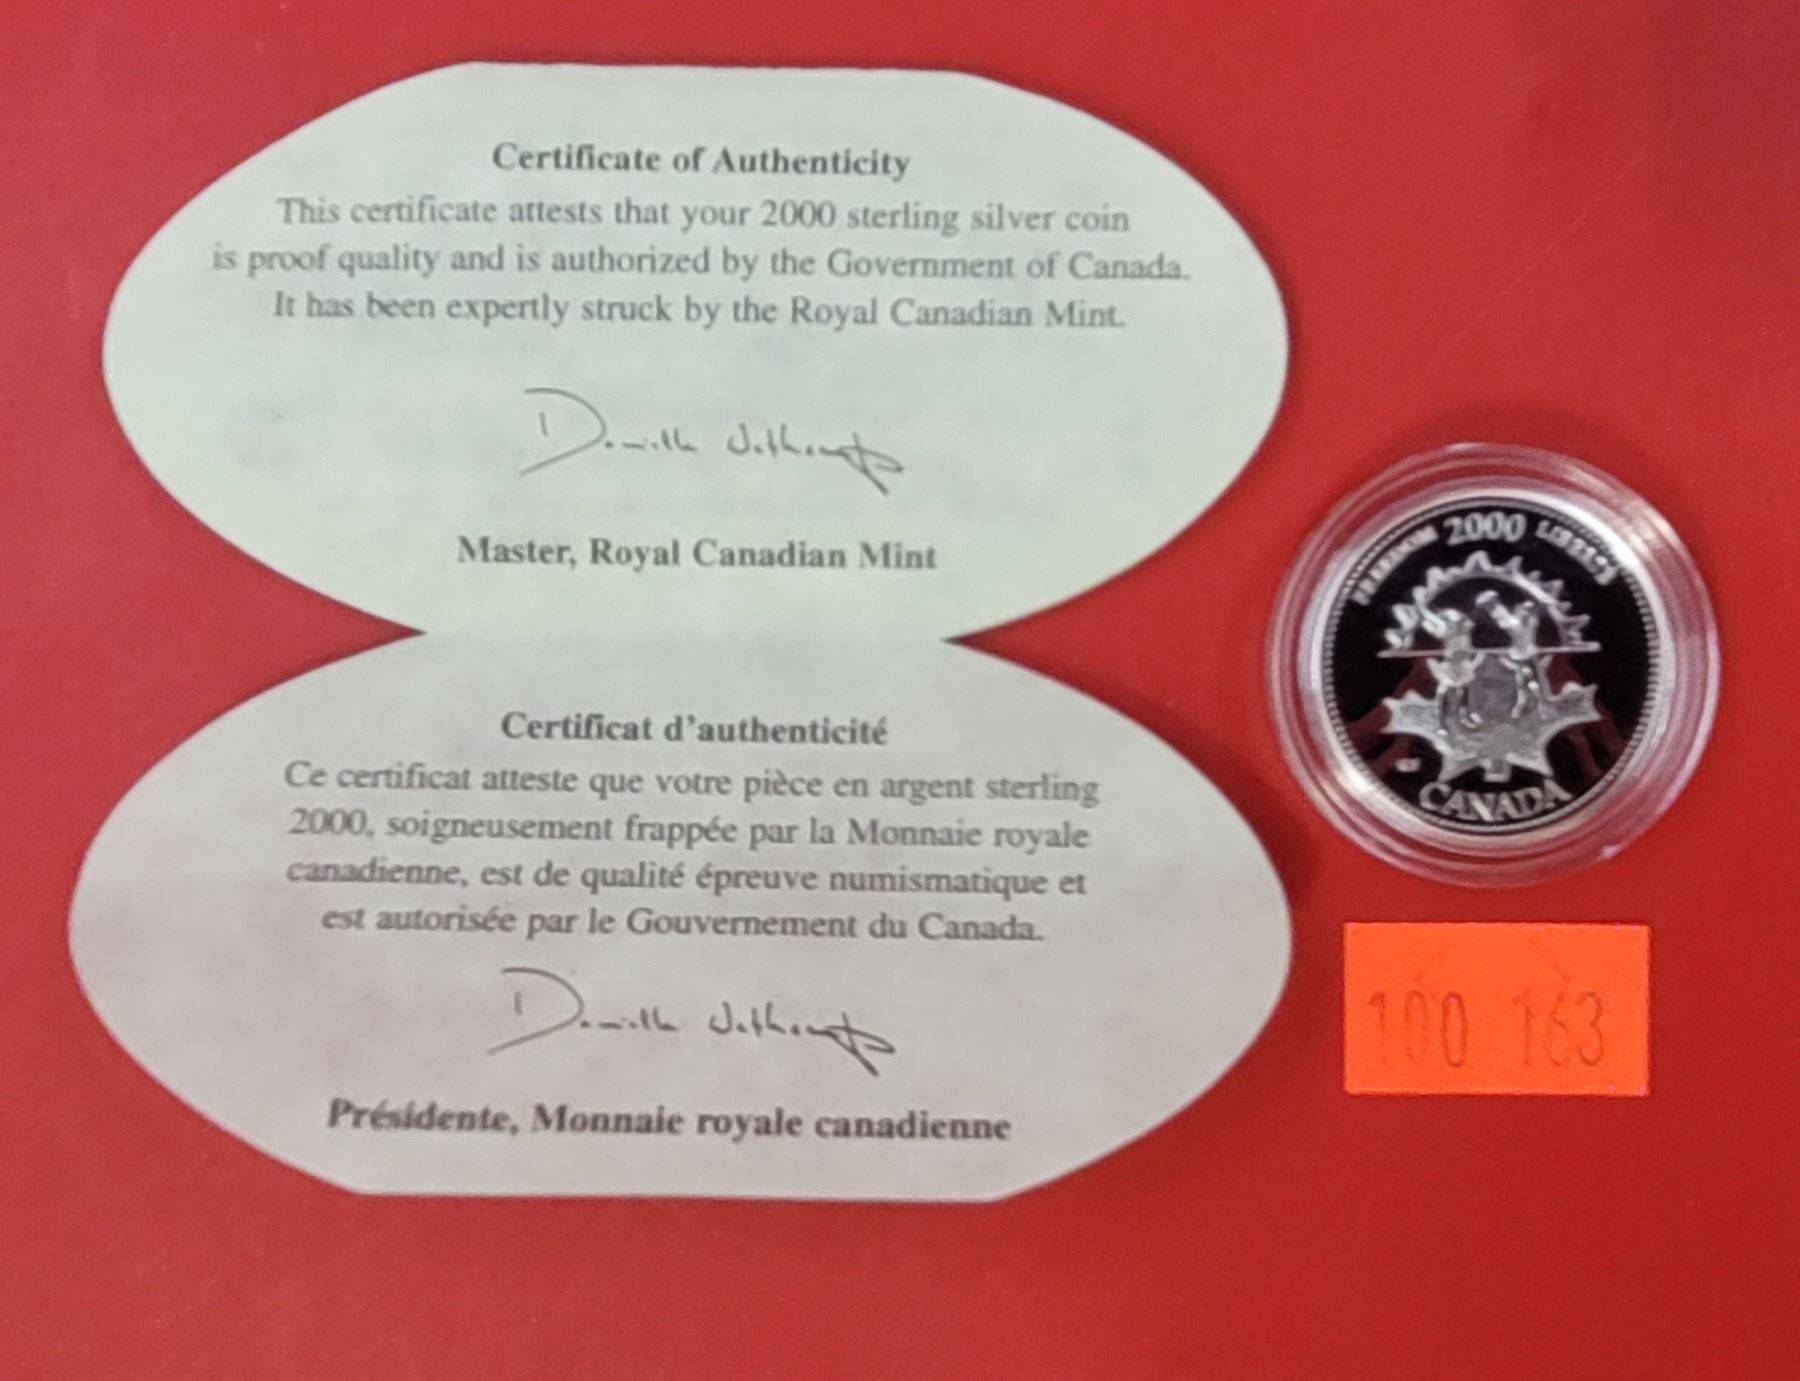 Certificate of Authenticity
This certificate attests that your 2000 sterling silver coin
is proof quality and is authorized by the Government of Canada.
It has been expertly struck by the Royal Canadian Mint.
Master, Royal Canadian Mint
Certificat d'authenticité
Ce certificat atteste que votre pièce en argent sterling
2000, soigneusement frappée par la Monnaie royale
canadienne, est de qualité épreuve numismatique et
est autorisée par le Gouvernement du Canada.
Présidente, Monnaie royale canadienne
2000
CANADA
100 163